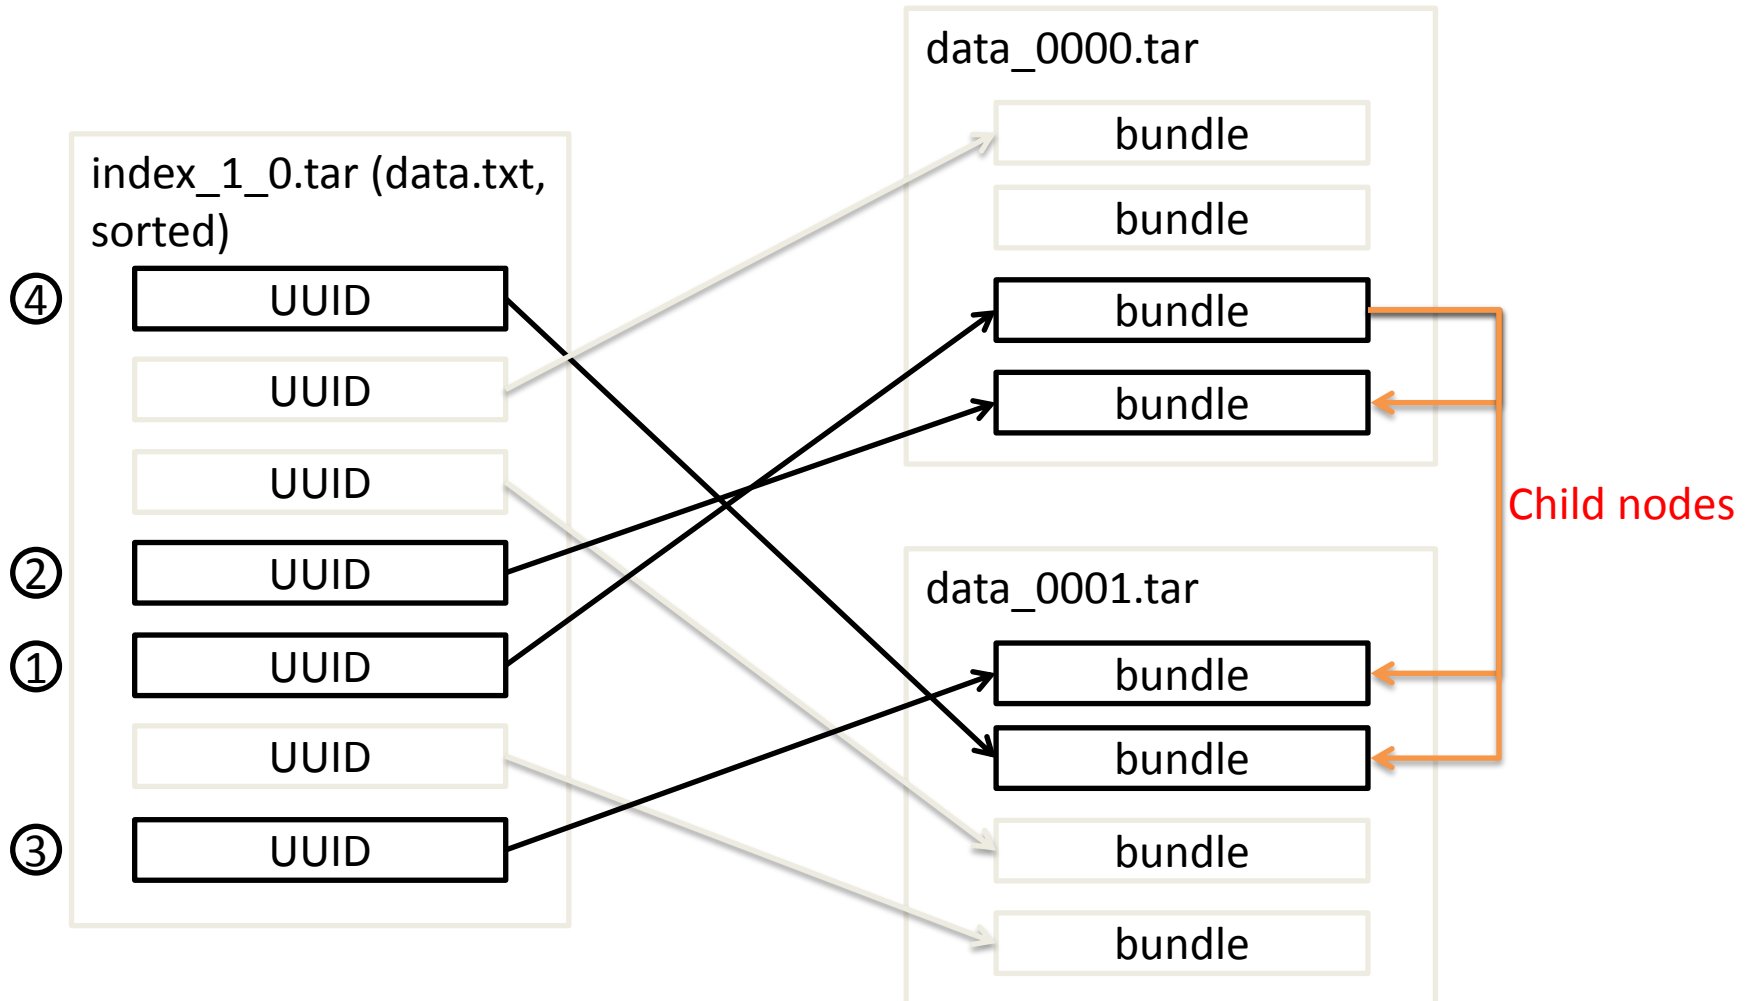 index_1_0.tar (data.txt,
sorted)
④ UUID
UUID
UUID
② UUID
① UUID
UUID
③ UUID
data_0000.tar
bundle
bundle
bundle
bundle
data_0001.tar
bundle
bundle
bundle
bundle
Child nodes